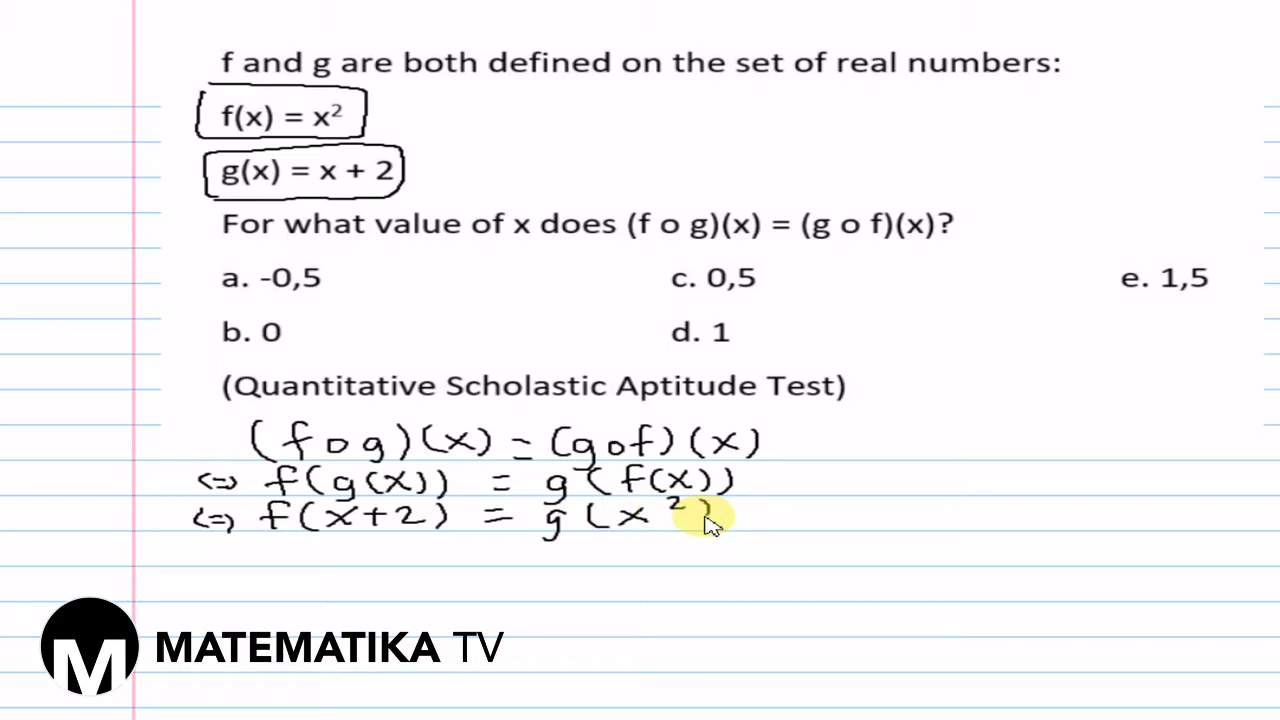 f and g are both defined on the set of real numbers:
f(x) = x²
g(x) = x + 2
For what value of x does (f o g)(x) = (g o f)(x)?
a. -0,5 c. 0,5 e. 1,5
b. 0 d. 1
(Quantitative Scholastic Aptitude Test)
(f o g)(x) = (g o f)(x)
<=> f(g(x)) = g(f(x))
<=> f(x+2) = g(x²)
M MATEMATIKA TV